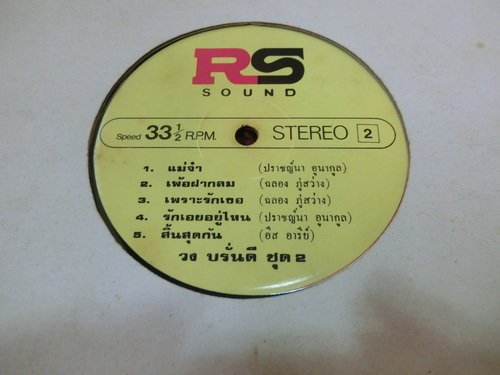 RS
SOUND
Speed 33 1/2 R.P.M. STEREO 2
1. แม่จ๋า (ปราชญ์นา อูนากูล)
2. เพ้อฝากลม (ฉลอง ภู่สว่าง)
3. เพราะรักเธอ (ฉลอง ภู่สว่าง)
4. รักเอยอยู่ไหน (ปราชญ์นา อูนากูล)
5. สิ้นสุดกัน (อีส อารีย์)
วง บรั่นดี ชุด 2